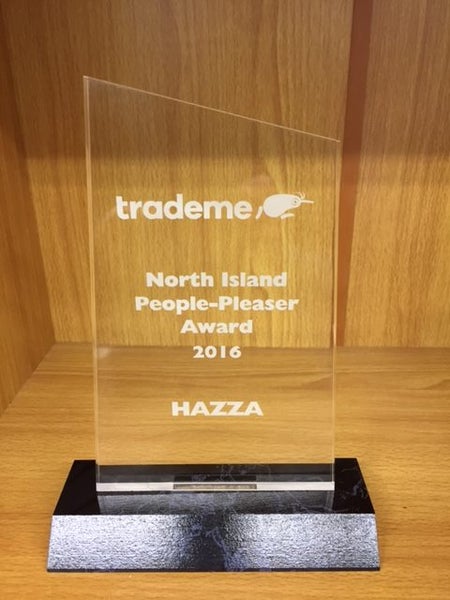 trademe
North Island
People-Pleaser
Award
2016
HAZZA